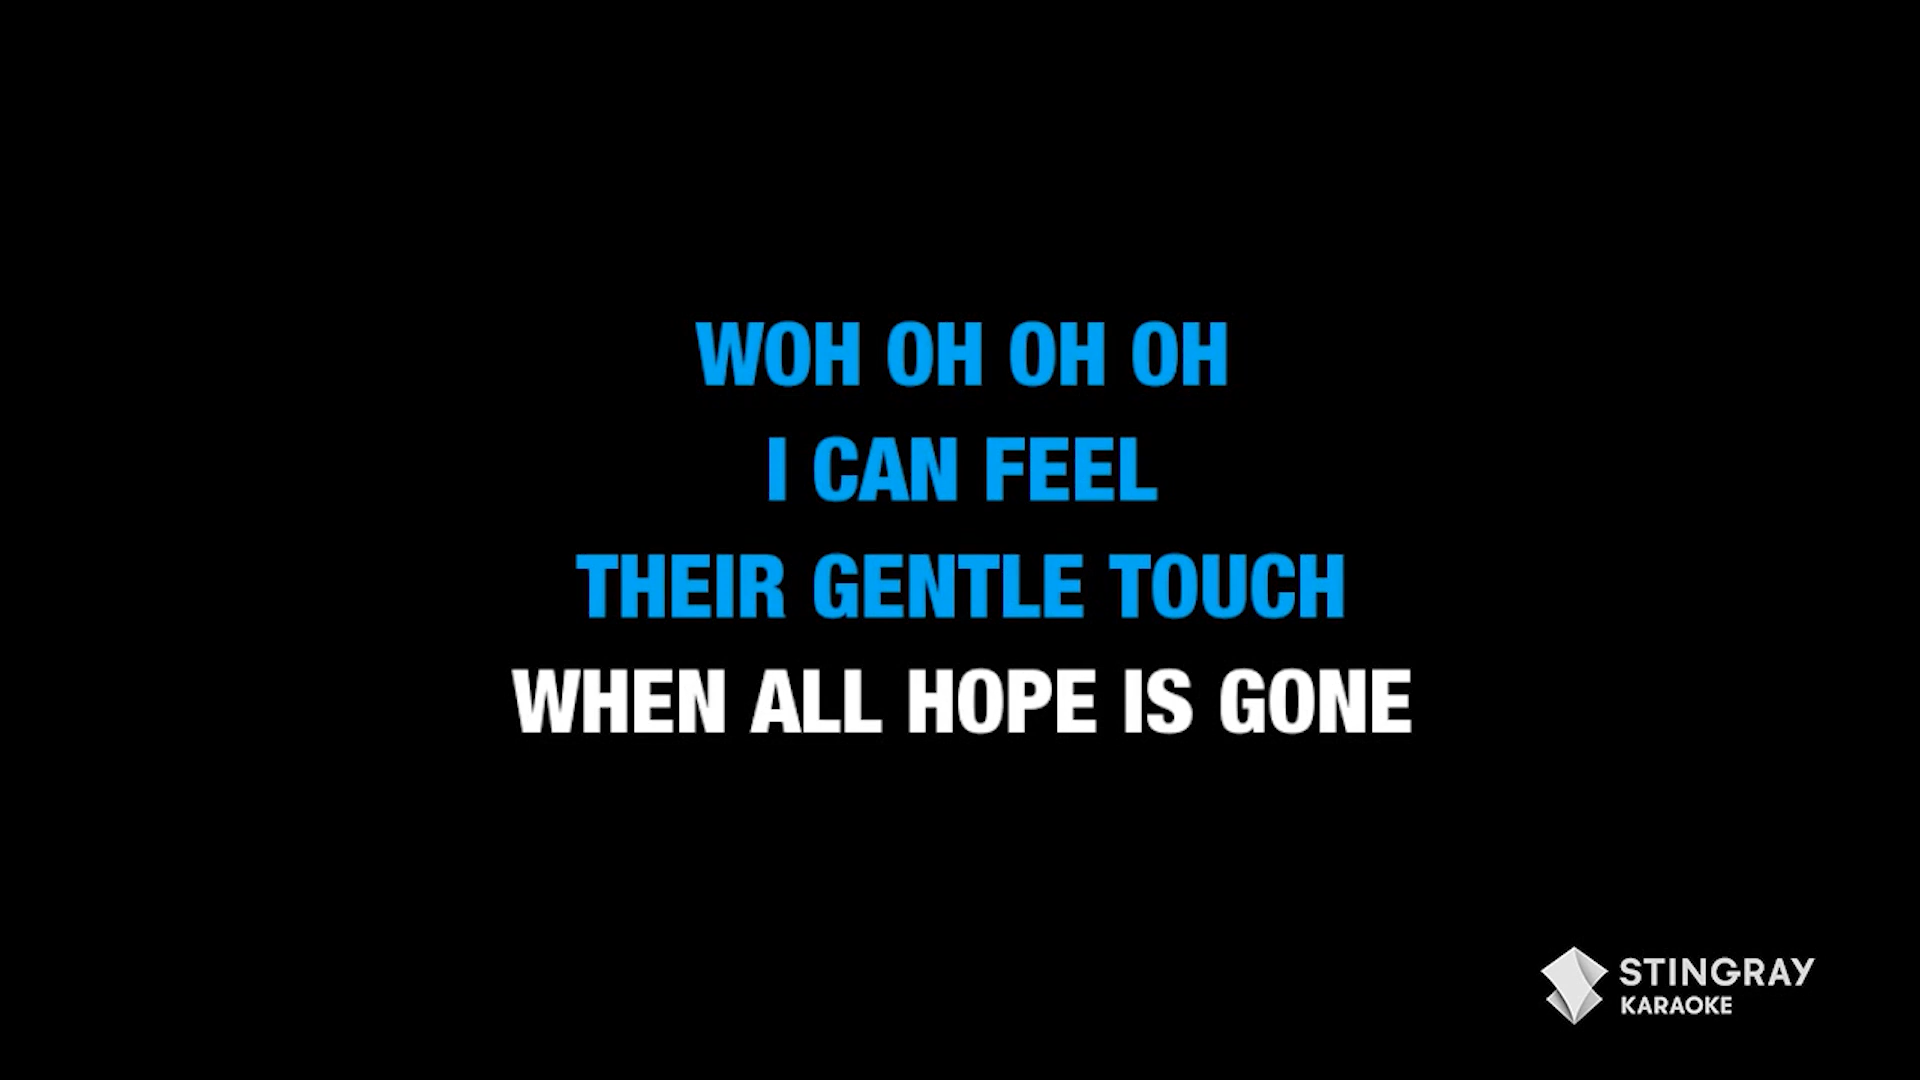 WOH OH OH OH
I CAN FEEL
THEIR GENTLE TOUCH
WHEN ALL HOPE IS GONE
STINGRAY
KARAOKE